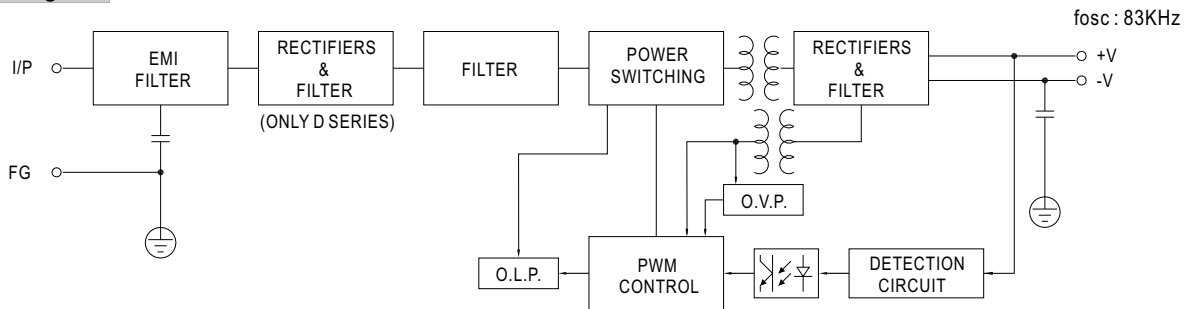 fosc : 83KHz
I/P
EMI
FILTER
RECTIFIERS
&
FILTER
(ONLY D SERIES)
FILTER
POWER
SWITCHING
RECTIFIERS
&
FILTER
+V
-V
FG
O.V.P.
O.L.P.
PWM
CONTROL
DETECTION
CIRCUIT